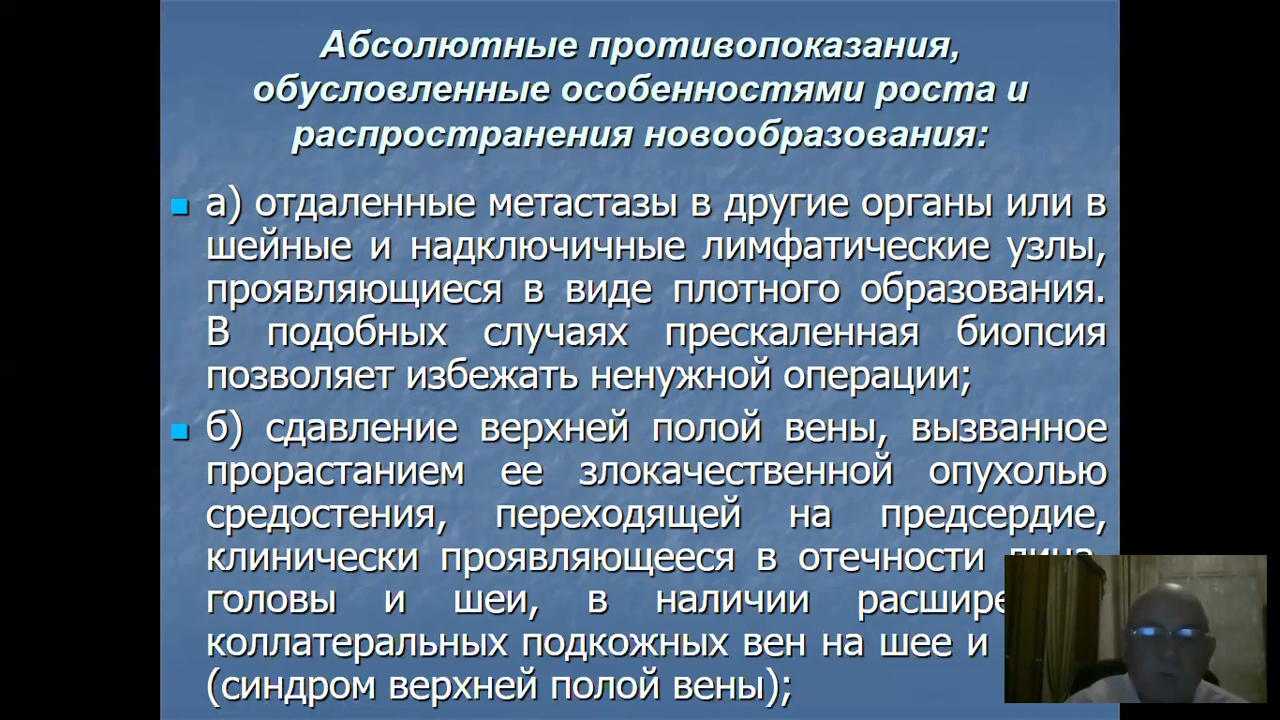 Абсолютные противопоказания,
обусловленные особенностями роста и
распространения новообразования:
а) отдаленные метастазы в другие органы или в
шейные и надключичные лимфатические узлы,
проявляющиеся в виде плотного образования.
В подобных случаях прескаленная биопсия
позволяет избежать ненужной операции;
б) сдавление верхней полой вены, вызванное
прорастанием ее злокачественной опухолью
средостения, переходящей на предсердие,
клинически проявляющееся в отечности
головы и шеи, в наличии
коллатеральных подкожных вен на шее и
(синдром верхней полой вены);